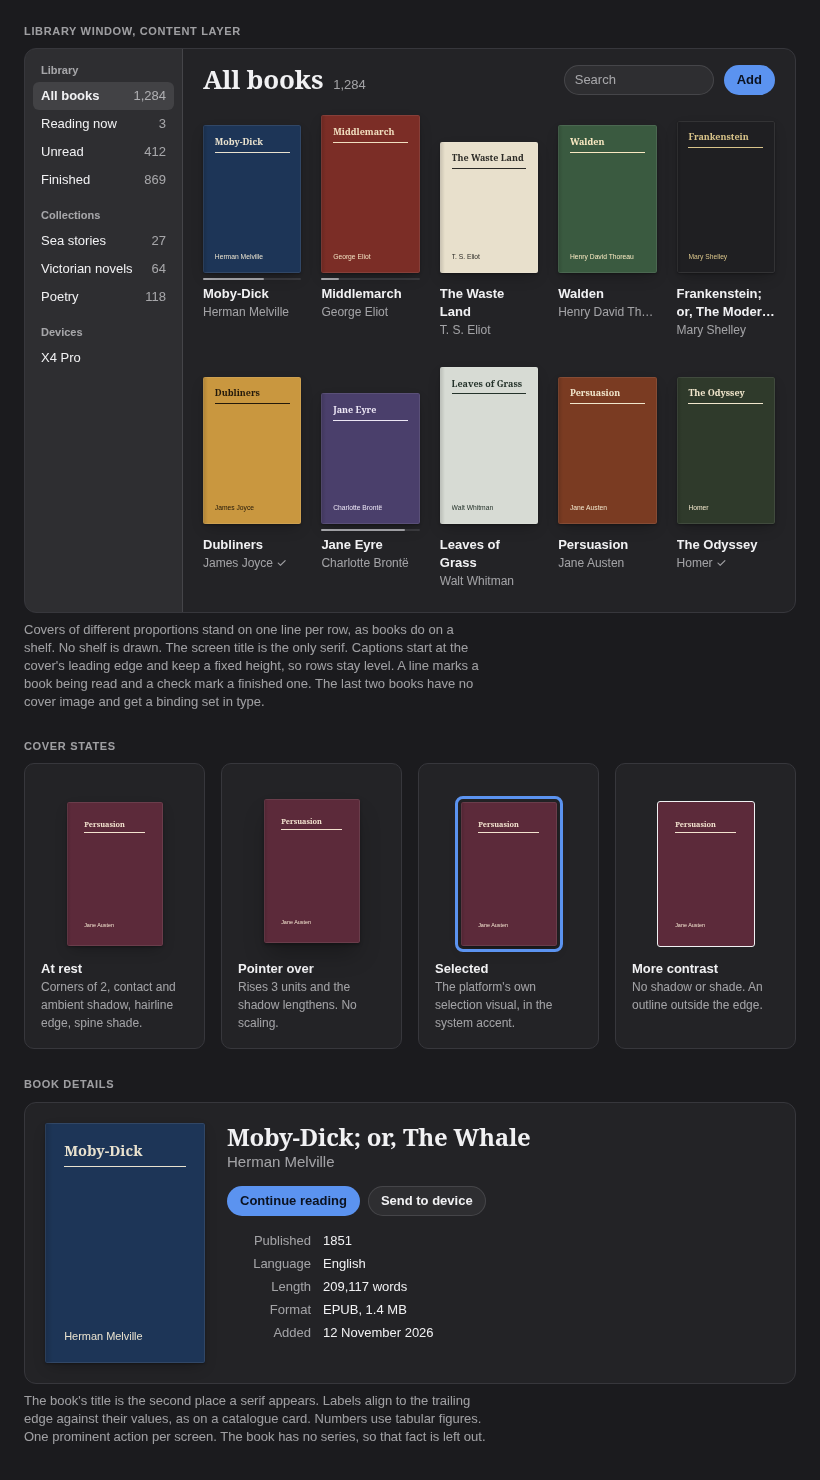 LIBRARY WINDOW, CONTENT LAYER
Library
All books 1,284
Reading now 3
Unread 412
Finished 869
Collections
Sea stories 27
Victorian novels 64
Poetry 118
Devices
X4 Pro
All books 1,284
Search
Add
Moby-Dick
Herman Melville
Middlemarch
George Eliot
The Waste Land
T. S. Eliot
Walden
Henry David Thoreau
Frankenstein
Mary Shelley
Moby-Dick
Herman Melville
Middlemarch
George Eliot
The Waste
Land
T. S. Eliot
Walden
Henry David Th…
Frankenstein;
or, The Moder…
Mary Shelley
Dubliners
James Joyce
Jane Eyre
Charlotte Brontë
Leaves of Grass
Walt Whitman
Persuasion
Jane Austen
The Odyssey
Homer
Dubliners
James Joyce ✓
Jane Eyre
Charlotte Brontë
Leaves of
Grass
Walt Whitman
Persuasion
Jane Austen
The Odyssey
Homer ✓
Covers of different proportions stand on one line per row, as books do on a
shelf. No shelf is drawn. The screen title is the only serif. Captions start at the
cover's leading edge and keep a fixed height, so rows stay level. A line marks a
book being read and a check mark a finished one. The last two books have no
cover image and get a binding set in type.
COVER STATES
Persuasion
Jane Austen
At rest
Corners of 2, contact and
ambient shadow, hairline
edge, spine shade.
Persuasion
Jane Austen
Pointer over
Rises 3 units and the
shadow lengthens. No
scaling.
Persuasion
Jane Austen
Selected
The platform's own
selection visual, in the
system accent.
Persuasion
Jane Austen
More contrast
No shadow or shade. An
outline outside the edge.
BOOK DETAILS
Moby-Dick
Herman Melville
Moby-Dick; or, The Whale
Herman Melville
Continue reading
Send to device
Published 1851
Language English
Length 209,117 words
Format EPUB, 1.4 MB
Added 12 November 2026
The book's title is the second place a serif appears. Labels align to the trailing
edge against their values, as on a catalogue card. Numbers use tabular figures.
One prominent action per screen. The book has no series, so that fact is left out.